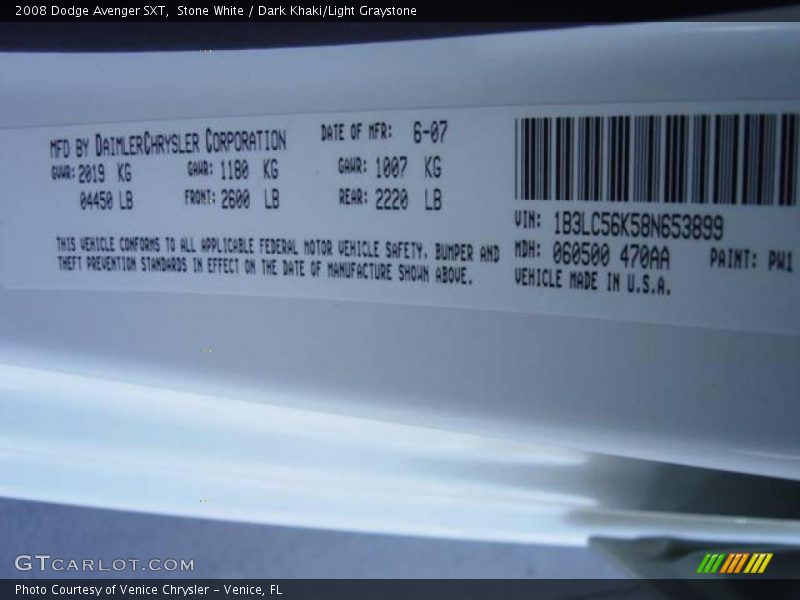 2008 Dodge Avenger SXT,  Stone White / Dark Khaki/Light Graystone
MFD BY DAIMLERCHRYSLER CORPORATION DATE OF MFR: 6-07
GVWR: 2019 KG GAWR: 1180 KG GAWR: 1007 KG
04450 LB FRONT: 2600 LB REAR: 2220 LB
THIS VEHICLE CONFORMS TO ALL APPLICABLE FEDERAL MOTOR VEHICLE SAFETY, BUMPER AND
THEFT PREVENTION STANDARDS IN EFFECT ON THE DATE OF MANUFACTURE SHOWN ABOVE.
VIN: 1B3LC56K58N653899
MDH: 060500 470AA PAINT: PW1
VEHICLE MADE IN U.S.A.
GTCARLOT.COM
Photo Courtesy of Venice Chrysler – Venice, FL